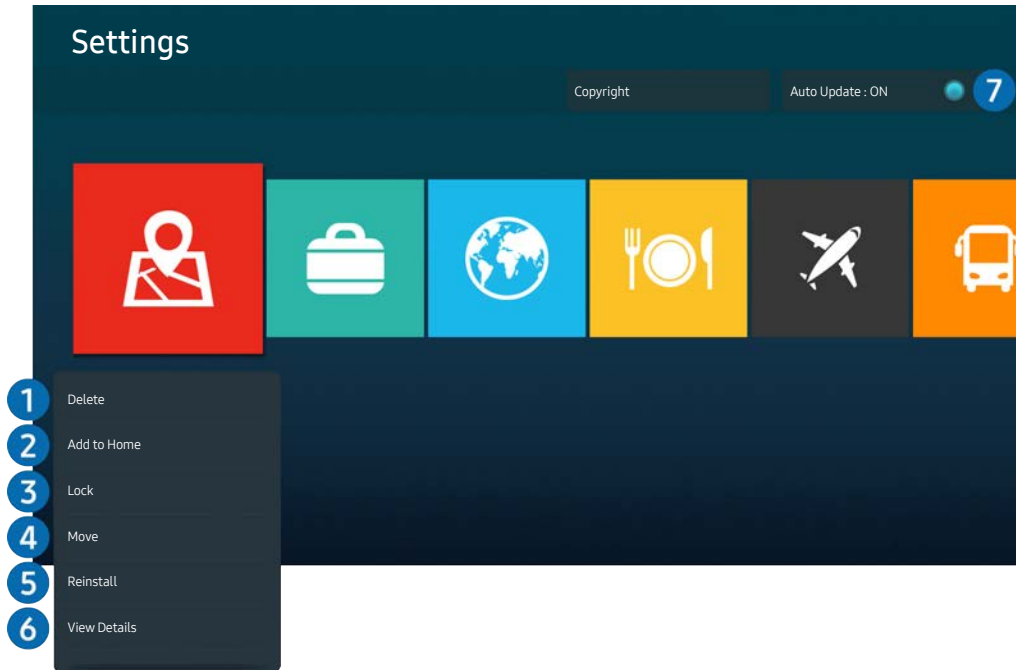 Settings
Copyright
Auto Update : ON
7
1
Delete
2
Add to Home
3
Lock
4
Move
5
Reinstall
6
View Details